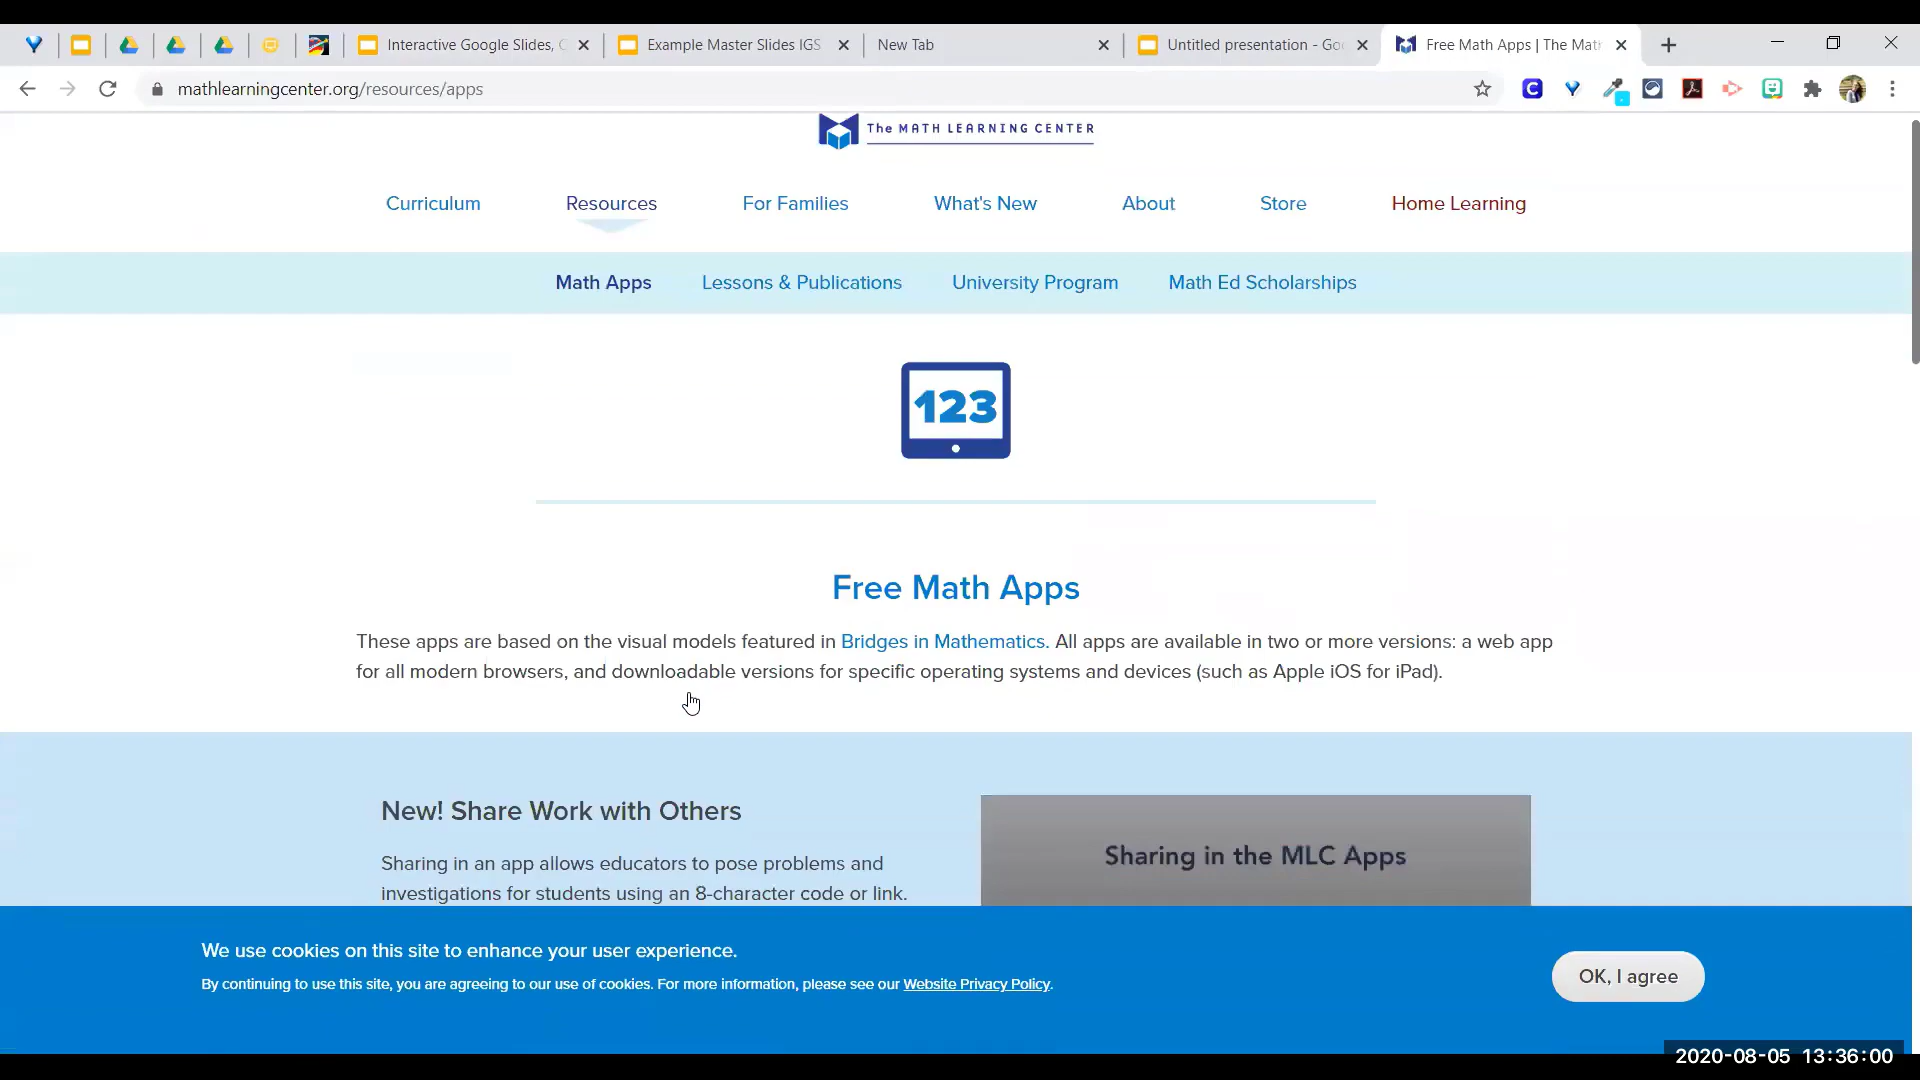 Interactive Google Slides, C
Example Master Slides IGS
New Tab
Untitled presentation - Goo
Free Math Apps | The Math
mathlearningcenter.org/resources/apps
The MATH LEARNING CENTER
Curriculum
Resources
For Families
What's New
About
Store
Home Learning
Math Apps
Lessons & Publications
University Program
Math Ed Scholarships
123
Free Math Apps
These apps are based on the visual models featured in Bridges in Mathematics. All apps are available in two or more versions: a web app
for all modern browsers, and downloadable versions for specific operating systems and devices (such as Apple iOS for iPad).
New! Share Work with Others
Sharing in an app allows educators to pose problems and
investigations for students using an 8-character code or link.
Sharing in the MLC Apps
We use cookies on this site to enhance your user experience.
By continuing to use this site, you are agreeing to our use of cookies. For more information, please see our Website Privacy Policy.
OK, I agree
2020-08-05 13:36:00